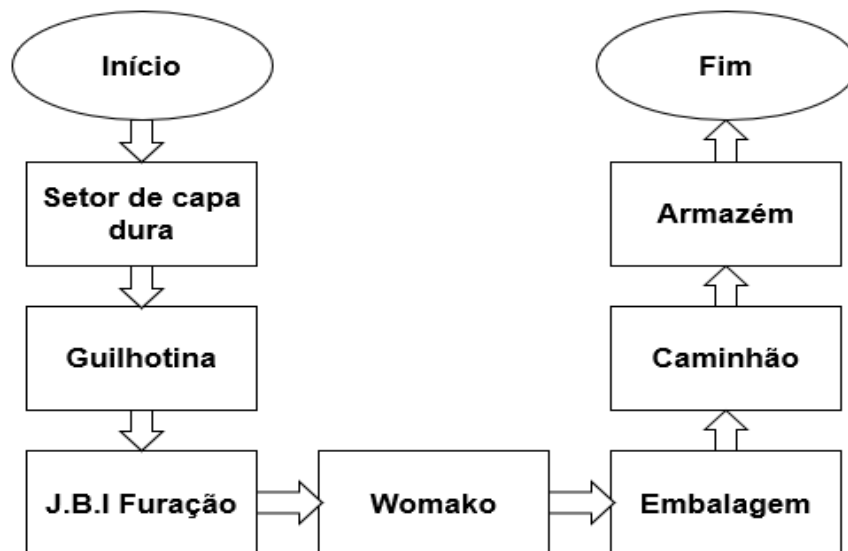 Início
Setor de capa
dura
Guilhotina
J.B.I Furação
Womako
Embalagem
Caminhão
Armazém
Fim